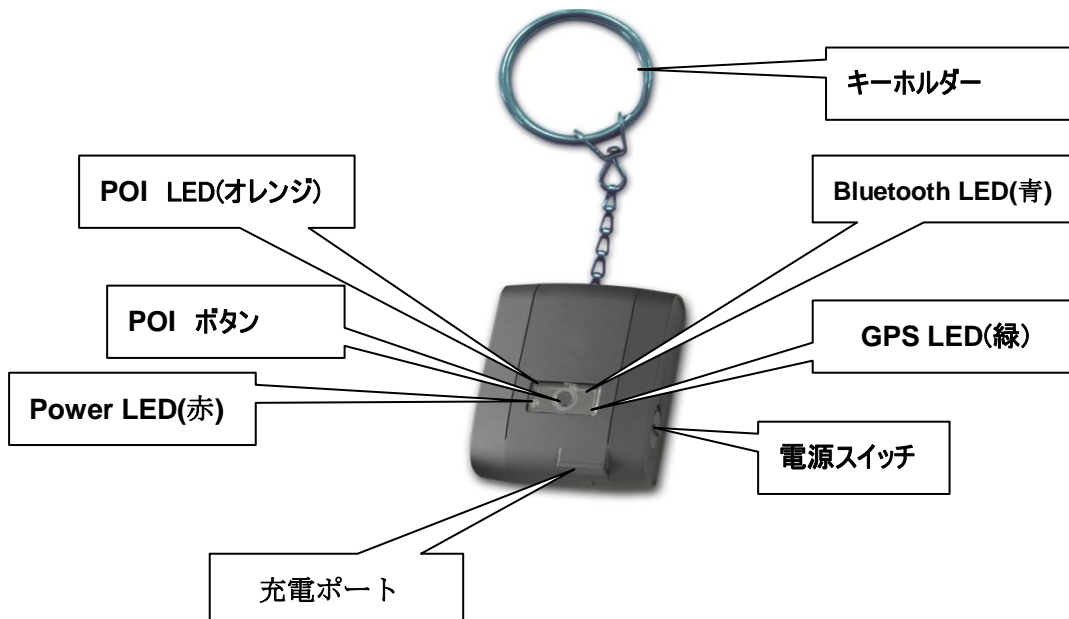 キーホルダー
POI LED(オレンジ)
Bluetooth LED(青)
POI ボタン
GPS LED(緑)
Power LED(赤)
電源スイッチ
充電ポート